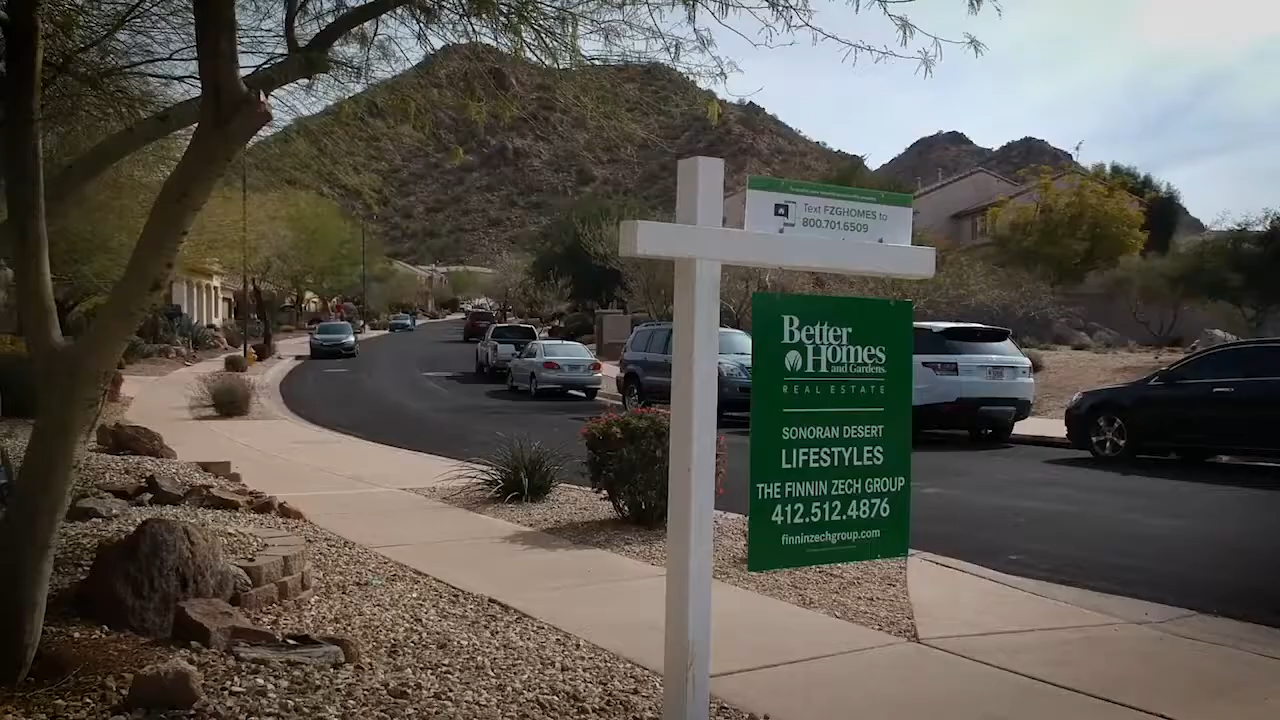 Text FZGHOMES to
800.701.6509
Better
Homes
and Gardens
REAL ESTATE
SONORAN DESERT
LIFESTYLES
THE FINNIN ZECH GROUP
412.512.4876
finninzechgroup.com